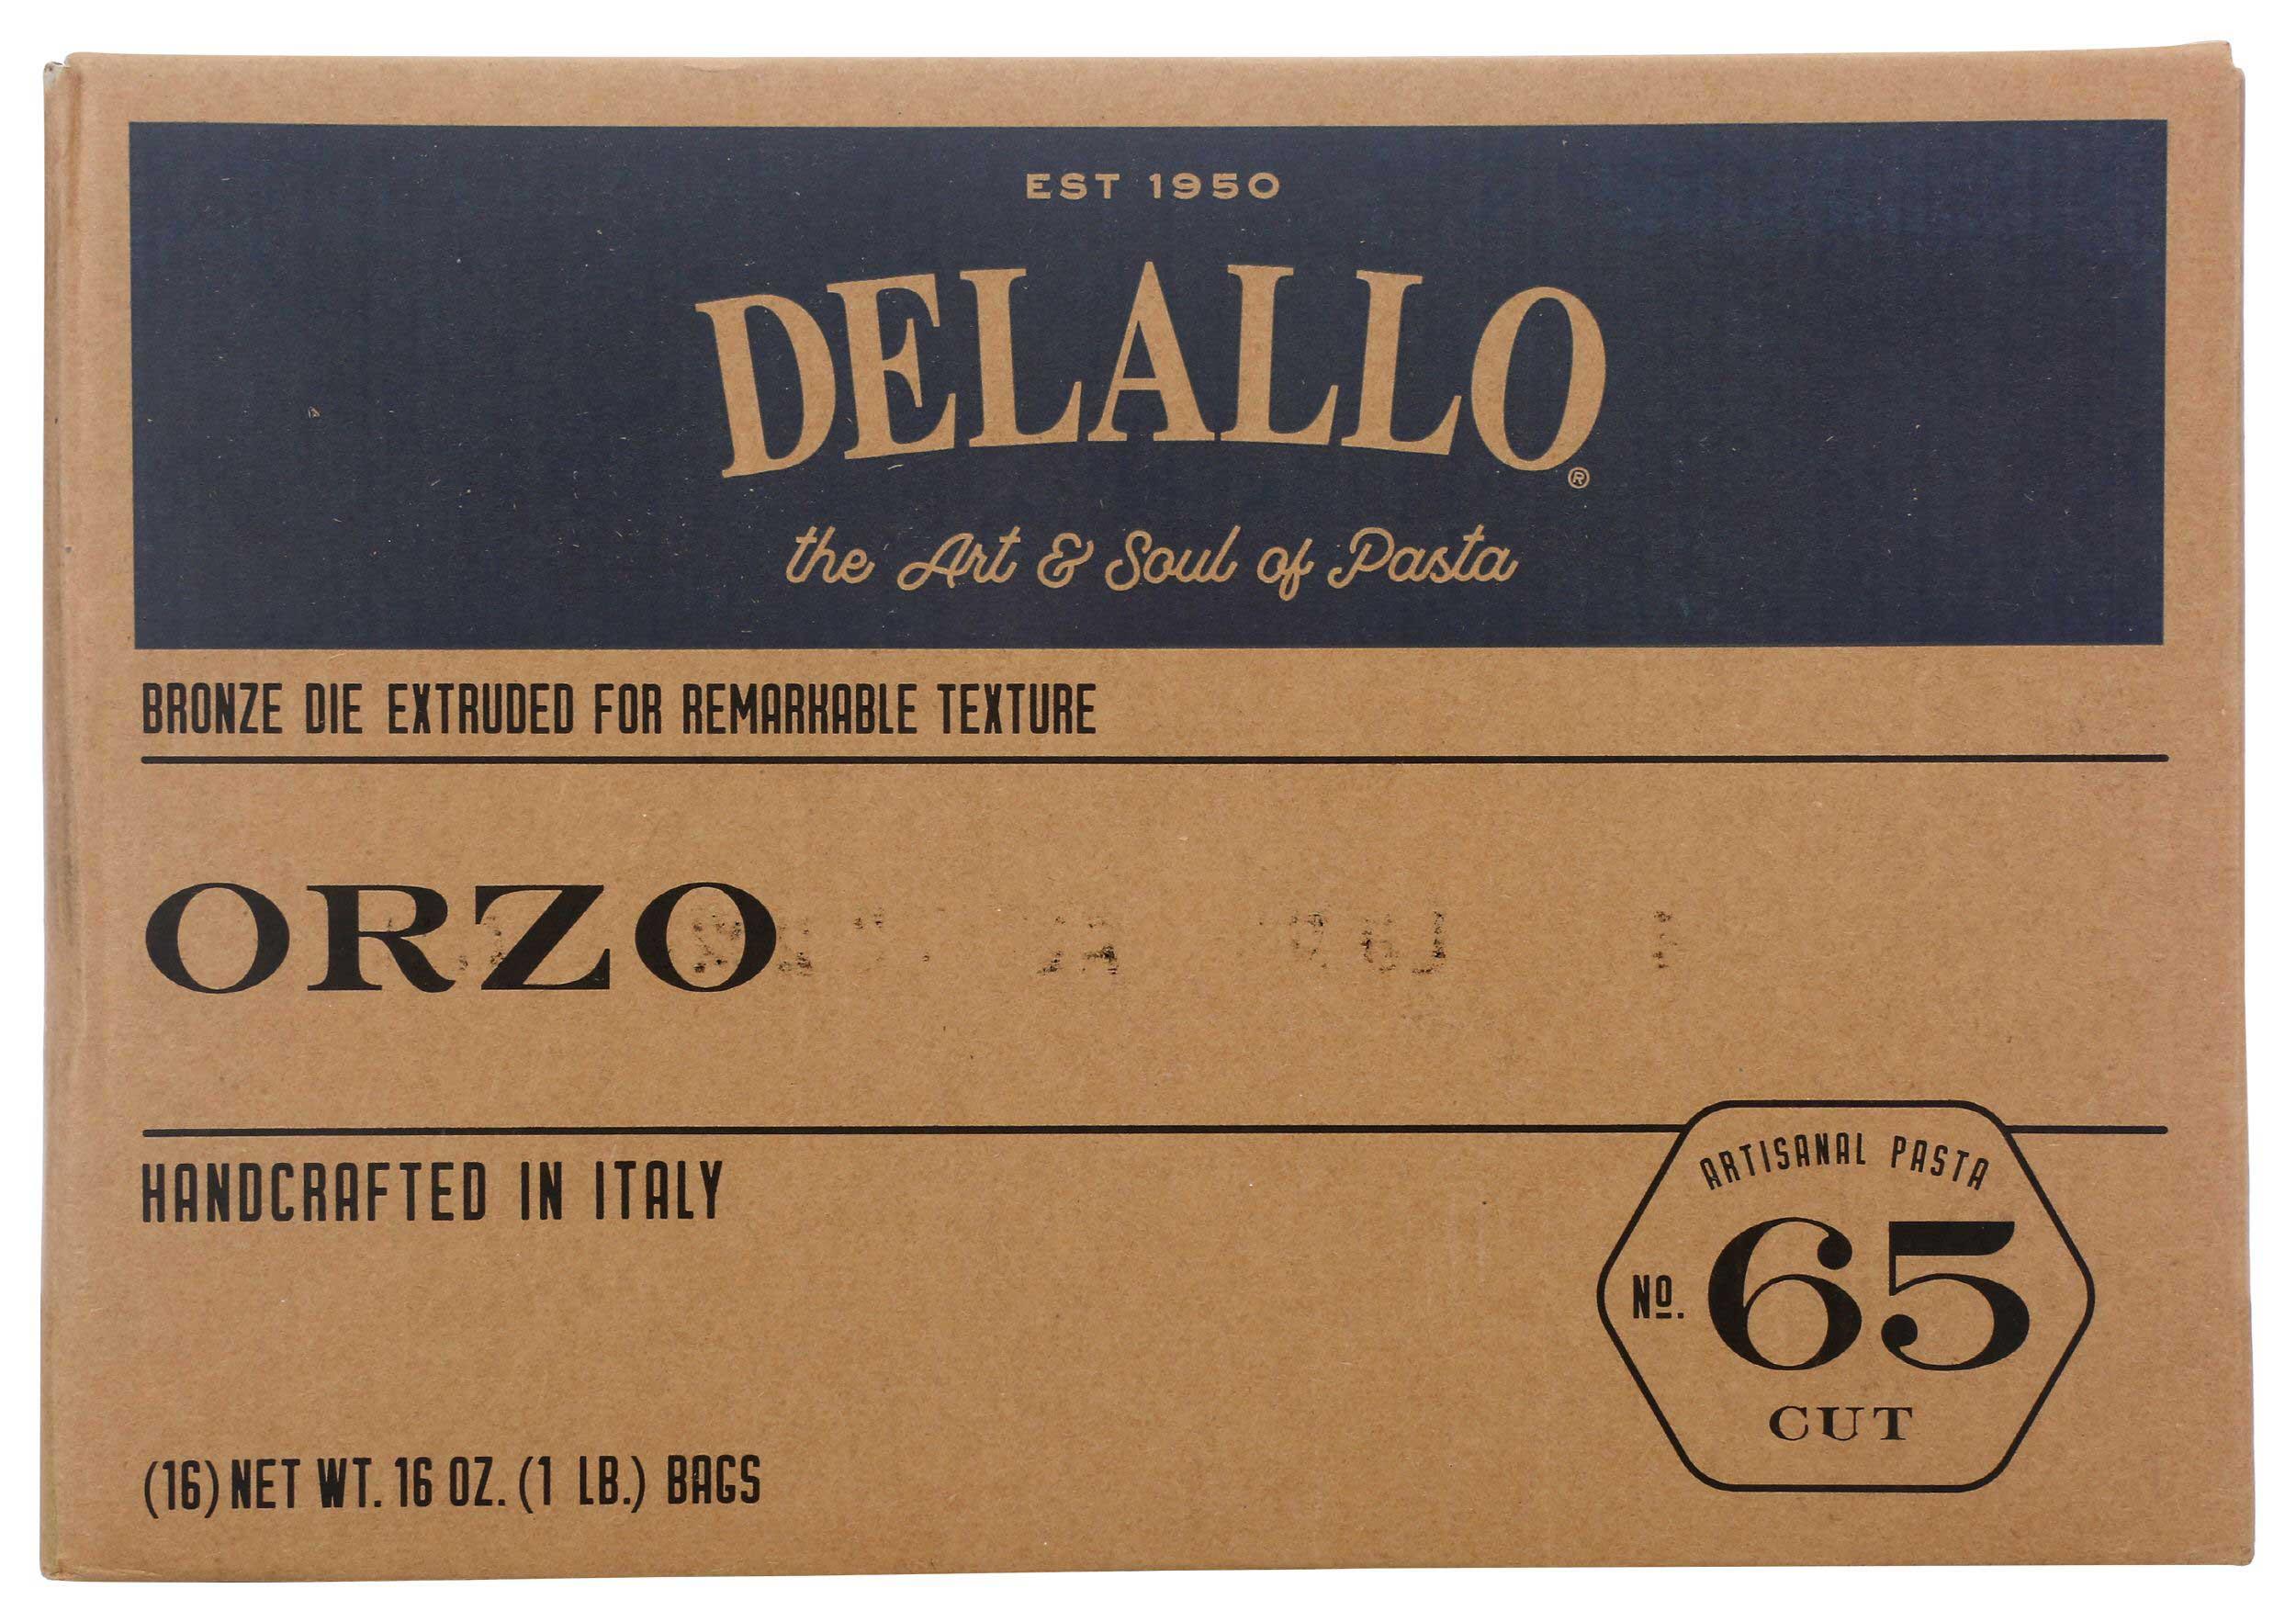 EST 1950
DELALLO®
the Art & Soul of Pasta
BRONZE DIE EXTRUDED FOR REMARKABLE TEXTURE
ORZO
HANDCRAFTED IN ITALY
ARTISANAL PASTA
Nº. 65
CUT
(16) NET WT. 16 OZ. (1 LB.) BAGS